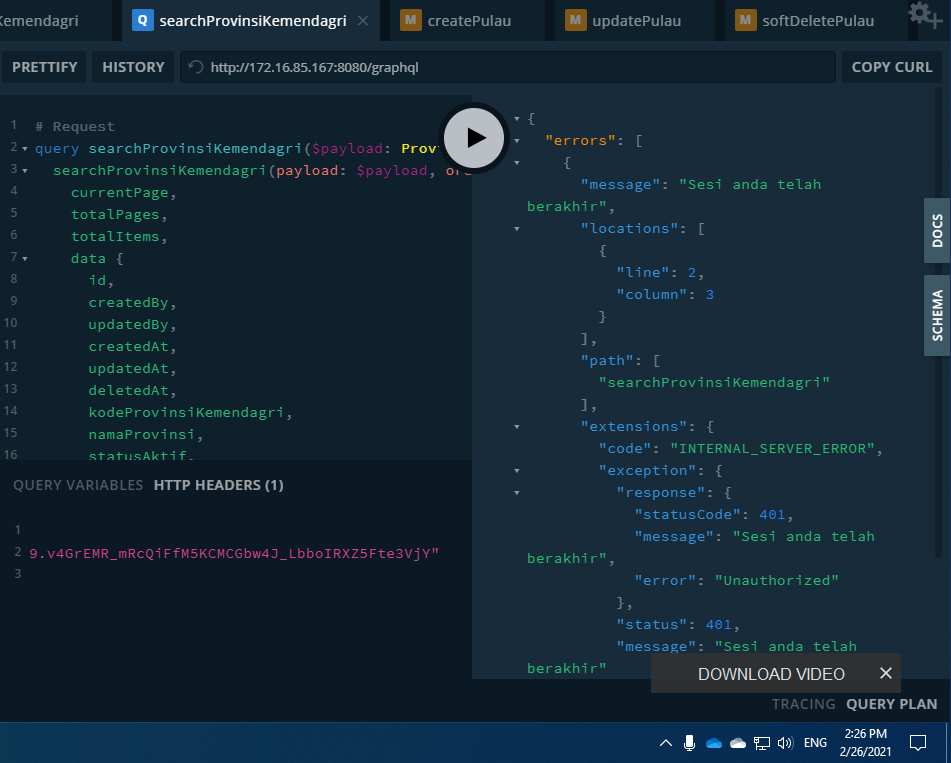 Kemendagri
Q searchProvinsiKemendagri ×
M createPulau
M updatePulau
M softDeletePulau
PRETTIFY
HISTORY
http://172.16.85.167:8080/graphql
COPY CURL
1 # Request
2 query searchProvinsiKemendagri($payload: Prov
3 searchProvinsiKemendagri(payload: $payload, or
4 currentPage,
5 totalPages,
6 totalItems,
7 data {
8 id,
9 createdBy,
10 updatedBy,
11 createdAt,
12 updatedAt,
13 deletedAt,
14 kodeProvinsiKemendagri,
15 namaProvinsi,
16 statusAktif,
QUERY VARIABLES HTTP HEADERS (1)
1
2 9.v4GrEMR_mRcQiFfM5KCMCGbw4J_LbboIRXZ5Fte3VjY"
3
{
"errors": [
{
"message": "Sesi anda telah
berakhir",
"locations": [
{
"line": 2,
"column": 3
}
],
"path": [
"searchProvinsiKemendagri"
],
"extensions": {
"code": "INTERNAL_SERVER_ERROR",
"exception": {
"response": {
"statusCode": 401,
"message": "Sesi anda telah
berakhir",
"error": "Unauthorized"
},
"status": 401,
"message": "Sesi anda telah
berakhir"
DOCS
SCHEMA
DOWNLOAD VIDEO ×
TRACING QUERY PLAN
ENG
2:26 PM
2/26/2021